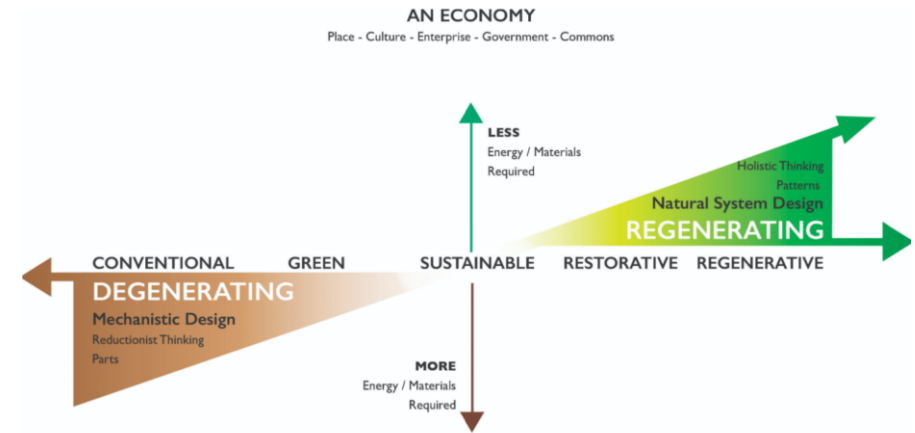 AN ECONOMY
Place - Culture - Enterprise - Government - Commons
LESS
Energy / Materials
Required
Holistic Thinking
Patterns
Natural System Design
REGENERATING
CONVENTIONAL GREEN SUSTAINABLE RESTORATIVE REGENERATIVE
DEGENERATING
Mechanistic Design
Reductionist Thinking
Parts
MORE
Energy / Materials
Required